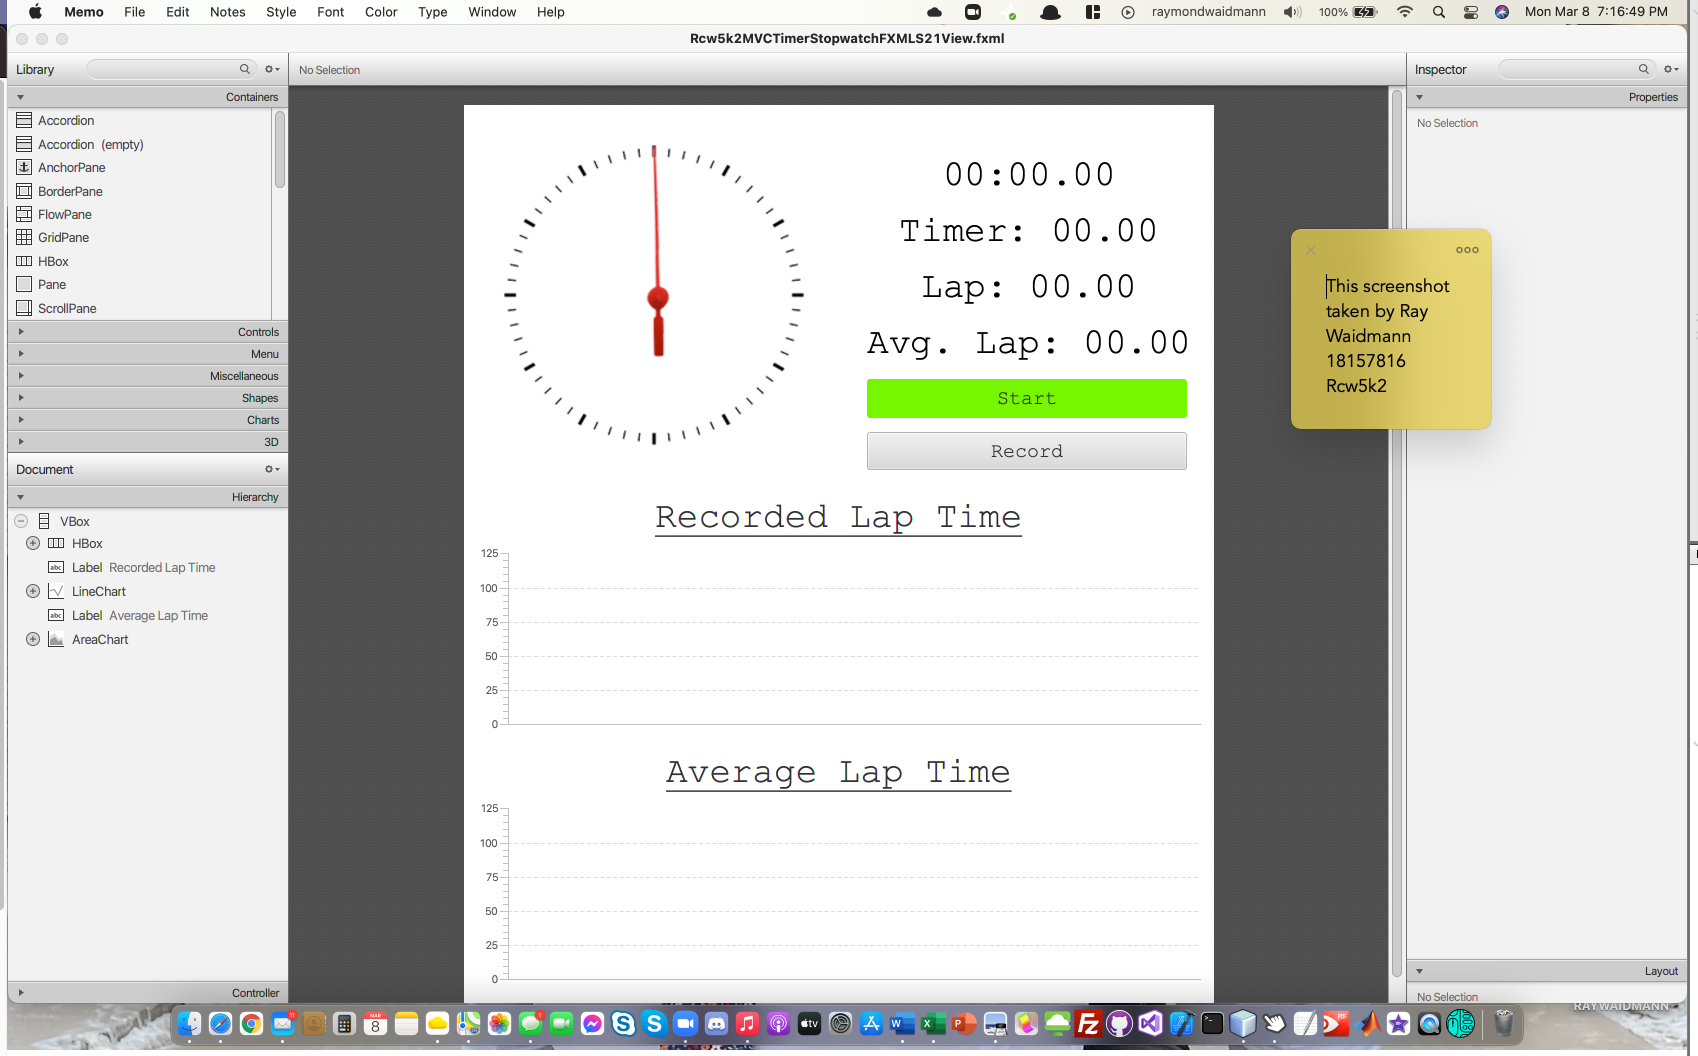 Memo File Edit Notes Style Font Color Type Window Help raymondwaidmann 100% Mon Mar 8 7:16:49 PM
Rcw5k2MVCTimerStopwatchFXMLS21View.fxml
Library
No Selection
Inspector
Containers
Properties
Accordion
No Selection
Accordion (empty)
AnchorPane
BorderPane
FlowPane
GridPane
HBox
Pane
ScrollPane
Controls
Menu
Miscellaneous
Shapes
Charts
3D
Document
Hierarchy
VBox
HBox
Label Recorded Lap Time
LineChart
Label Average Lap Time
AreaChart
Controller
00:00.00
Timer: 00.00
Lap: 00.00
Avg. Lap: 00.00
Start
Record
Recorded Lap Time
125
100
75
50
25
0
Average Lap Time
125
100
75
50
25
0
This screenshot
taken by Ray
Waidmann
18157816
Rcw5k2
Layout
No Selection
RAYWAIDMANN
MAR
8
tv